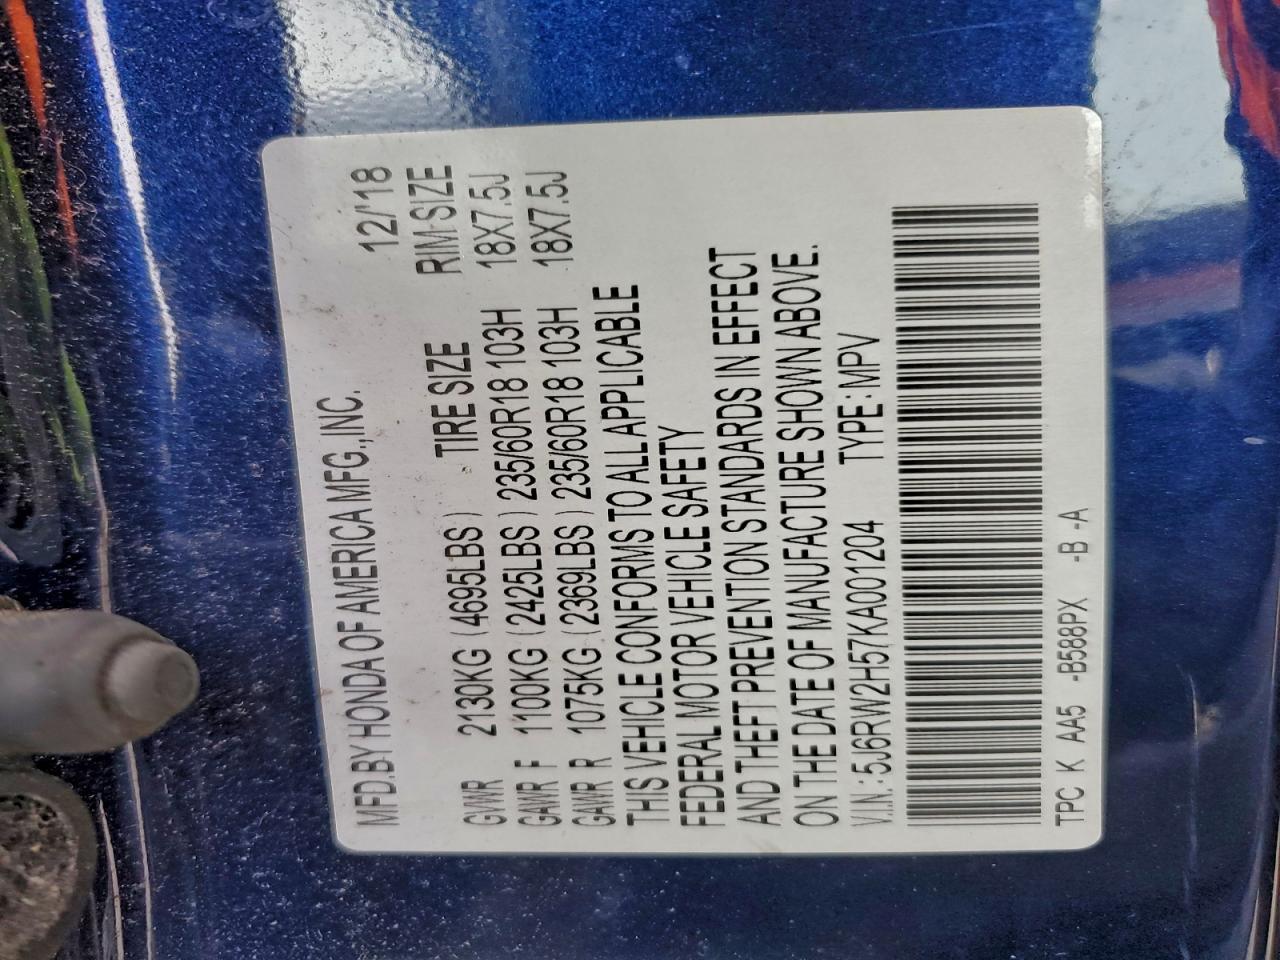 MFD.BY HONDA OF AMERICA MFG.,INC. 12/'18
TIRE SIZE RIM SIZE
GVWR 2130KG (4695LBS)
GAWR F 1100KG (2425LBS) 235/60R18 103H 18X7.5J
GAWR R 1075KG (2369LBS) 235/60R18 103H 18X7.5J
THIS VEHICLE CONFORMS TO ALL APPLICABLE
FEDERAL MOTOR VEHICLE SAFETY
AND THEFT PREVENTION STANDARDS IN EFFECT
ON THE DATE OF MANUFACTURE SHOWN ABOVE.
V.I.N.: 5J6RW2H57KA001204 TYPE:MPV
TPC K AA5 -B588PX -B -A